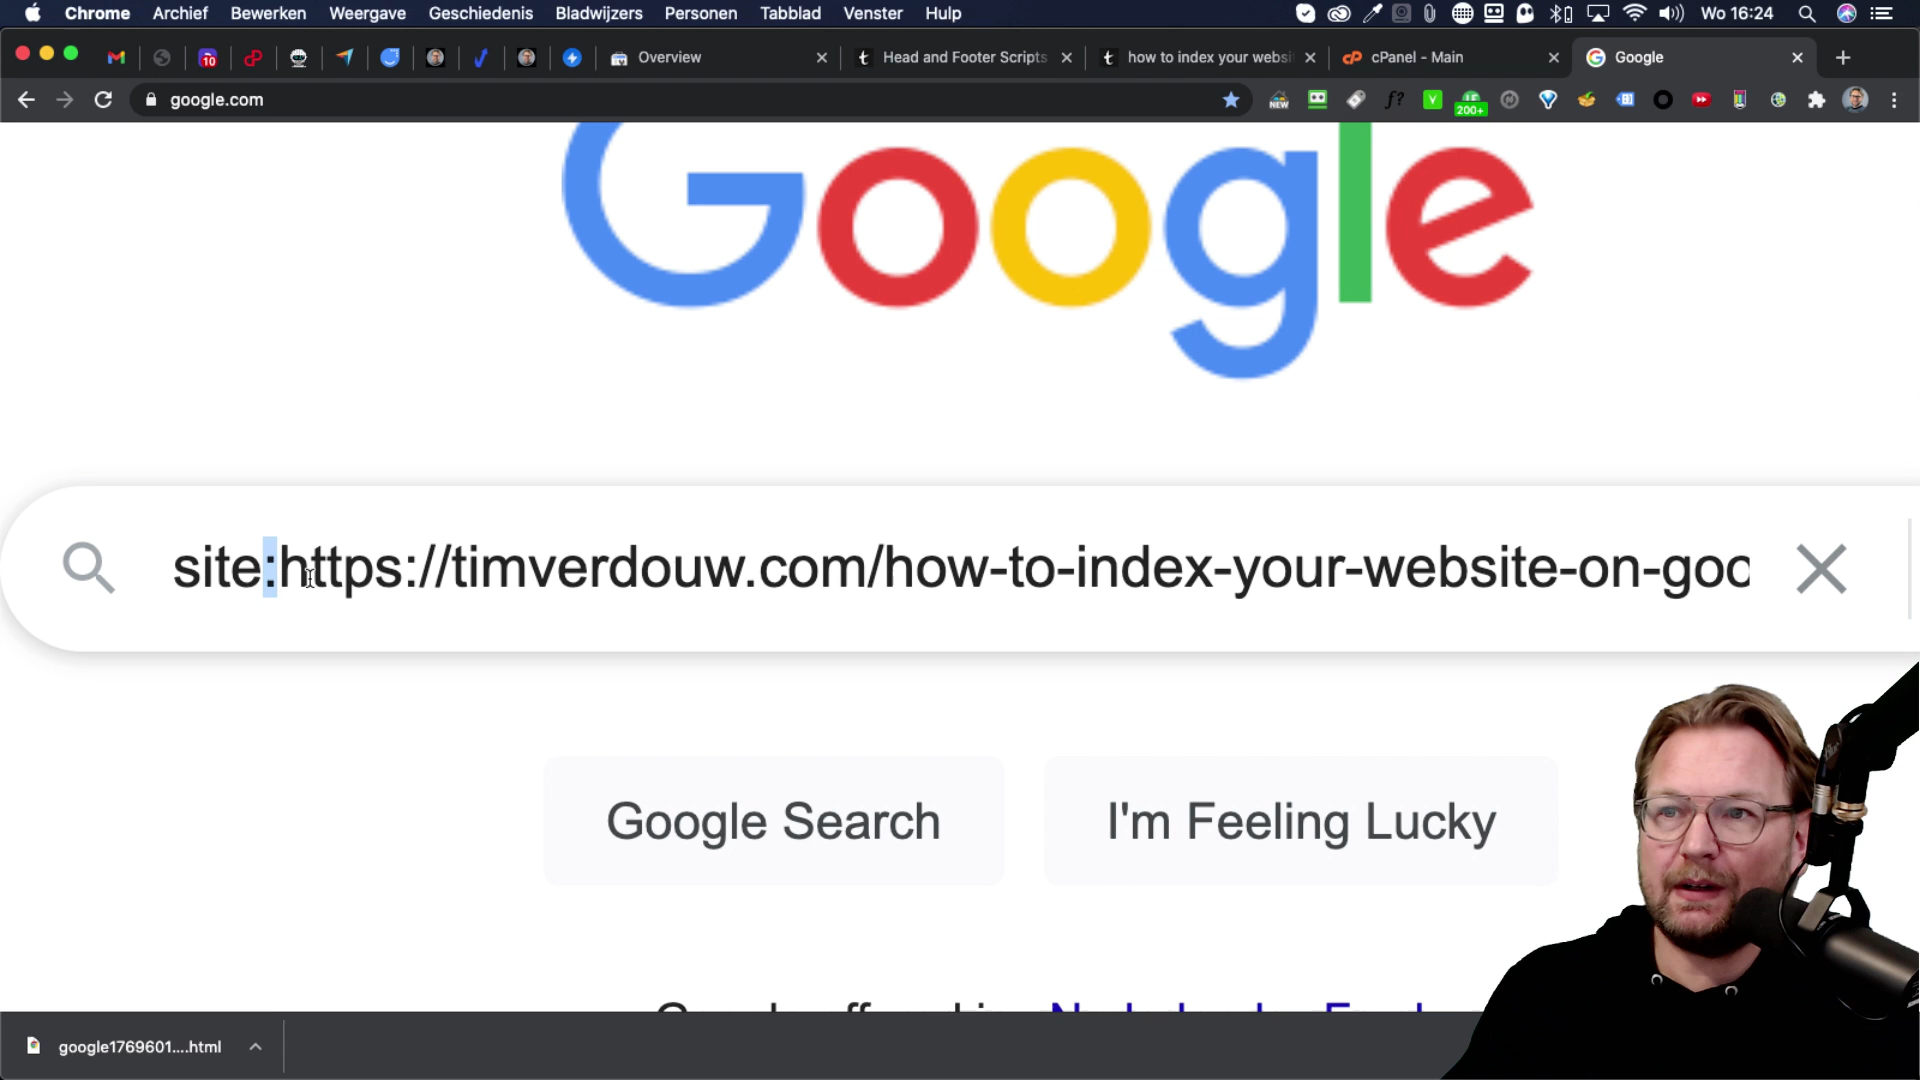 Chrome Archief Bewerken Weergave Geschiedenis Bladwijzers Personen Tabblad Venster Hulp Wo 16:24
10 Overview Head and Footer Scripts how to index your websi cPanel - Main Google
google.com NEW f? Y 200+
Google
site:https://timverdouw.com/how-to-index-your-website-on-goo
Google Search I'm Feeling Lucky
google1769601....html